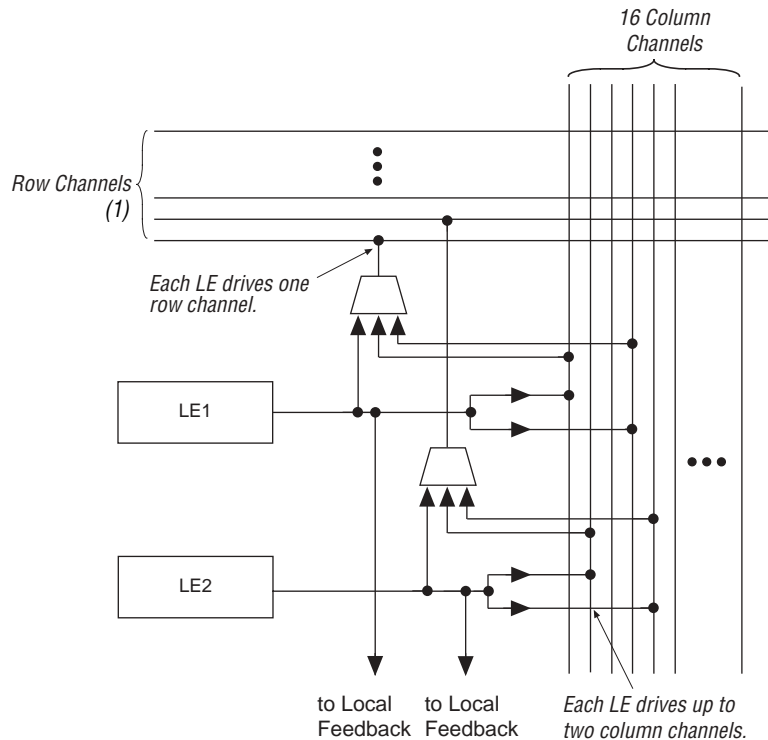 16 Column
Channels
Row Channels
(1)
Each LE drives one
row channel.
LE1
LE2
to Local
Feedback
to Local
Feedback
Each LE drives up to
two column channels.